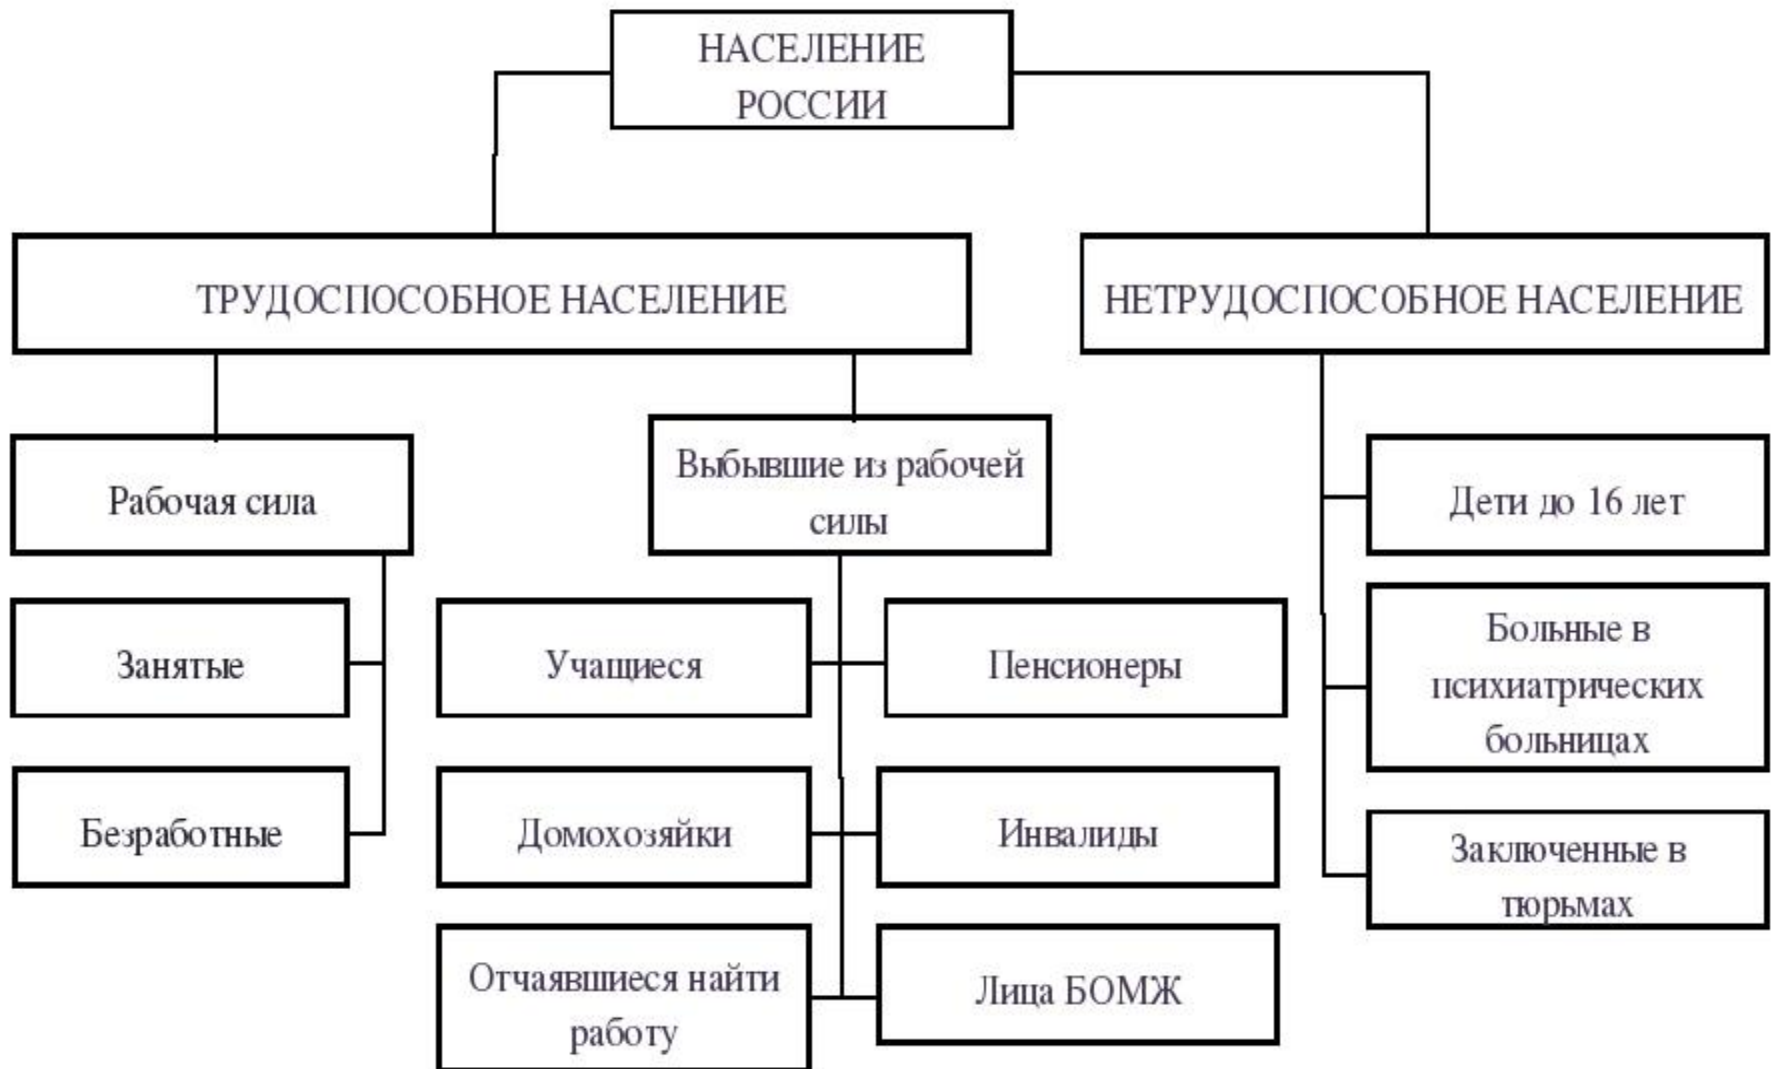 НАСЕЛЕНИЕ
РОССИИ
ТРУДОСПОСОБНОЕ НАСЕЛЕНИЕ
НЕТРУДОСПОСОБНОЕ НАСЕЛЕНИЕ
Рабочая сила
Выбывшие из рабочей
силы
Дети до 16 лет
Занятые
Учащиеся
Пенсионеры
Больные в
психиатрических
больницах
Безработные
Домохозяйки
Инвалиды
Заключенные в
тюрьмах
Отчаявшиеся найти
работу
Лица БОМЖ